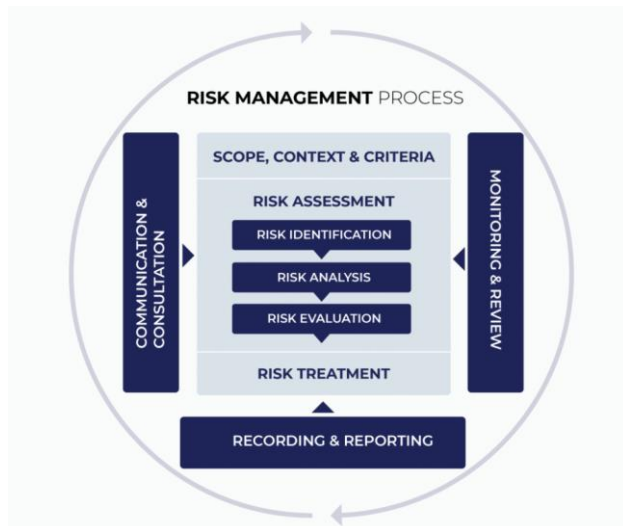 RISK MANAGEMENT PROCESS
COMMUNICATION &
CONSULTATION
SCOPE, CONTEXT & CRITERIA
RISK ASSESSMENT
RISK IDENTIFICATION
RISK ANALYSIS
RISK EVALUATION
RISK TREATMENT
MONITORING & REVIEW
RECORDING & REPORTING